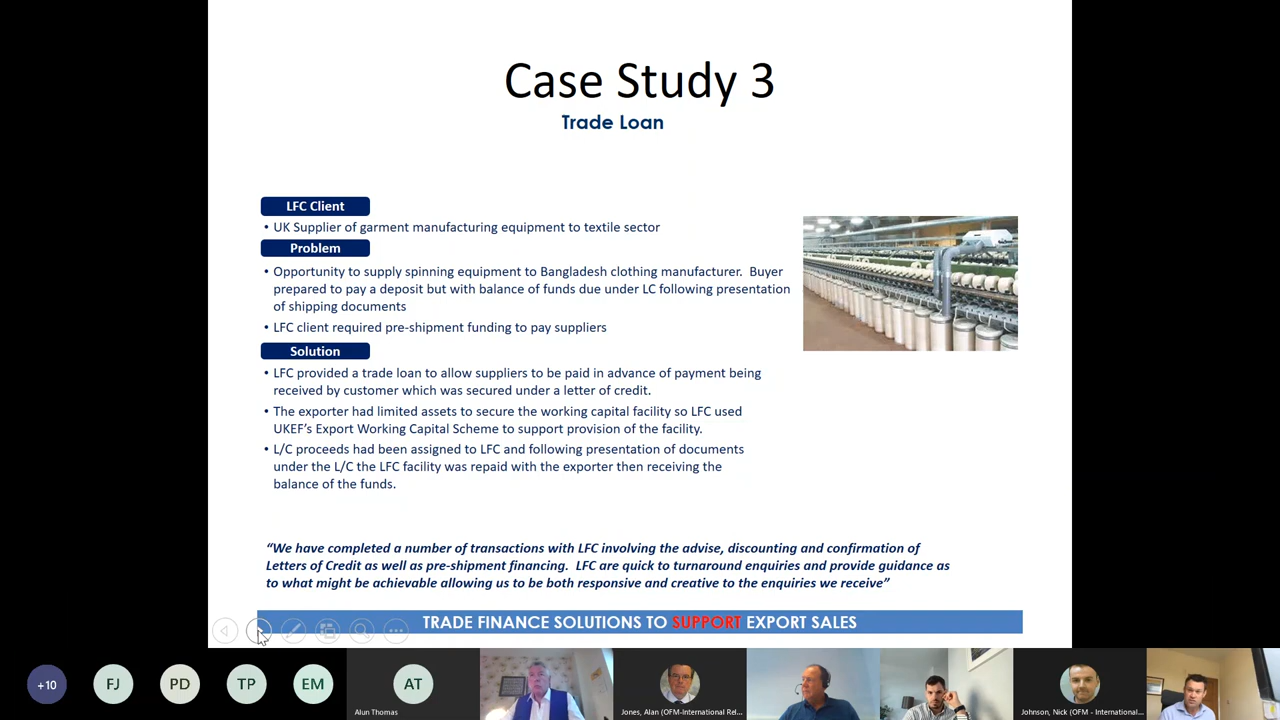 Case Study 3
Trade Loan
LFC Client
• UK Supplier of garment manufacturing equipment to textile sector
Problem
• Opportunity to supply spinning equipment to Bangladesh clothing manufacturer. Buyer
prepared to pay a deposit but with balance of funds due under LC following presentation
of shipping documents
• LFC client required pre-shipment funding to pay suppliers
Solution
• LFC provided a trade loan to allow suppliers to be paid in advance of payment being
received by customer which was secured under a letter of credit.
• The exporter had limited assets to secure the working capital facility so LFC used
UKEF's Export Working Capital Scheme to support provision of the facility.
• L/C proceeds had been assigned to LFC and following presentation of documents
under the L/C the LFC facility was repaid with the exporter then receiving the
balance of the funds.
“We have completed a number of transactions with LFC involving the advise, discounting and confirmation of
Letters of Credit as well as pre-shipment financing. LFC are quick to turnaround enquiries and provide guidance as
to what might be achievable allowing us to be both responsive and creative to the enquiries we receive”
TRADE FINANCE SOLUTIONS TO SUPPORT EXPORT SALES
+10
FJ
PD
TP
EM
AT
Alun Thomas
Jones, Alan (OFM-International Rel...
Johnson, Nick (OFM - International...